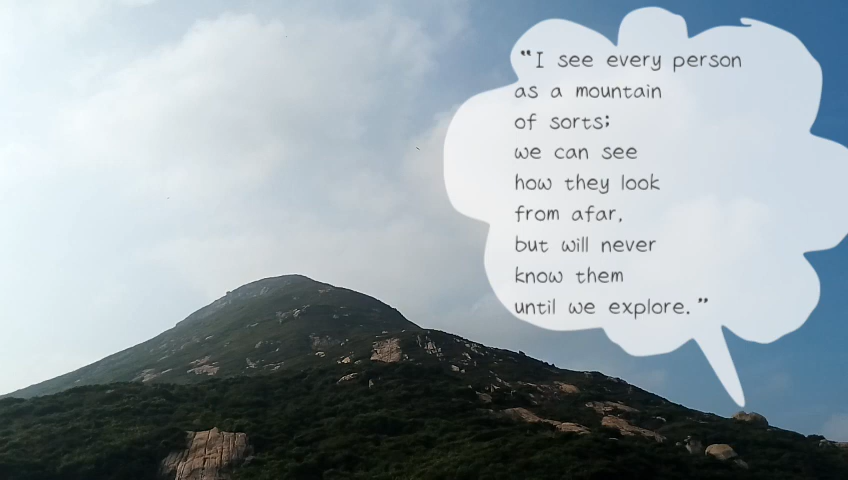 "I see every person
as a mountain
of sorts;
we can see
how they look
from afar,
but will never
know them
until we explore."